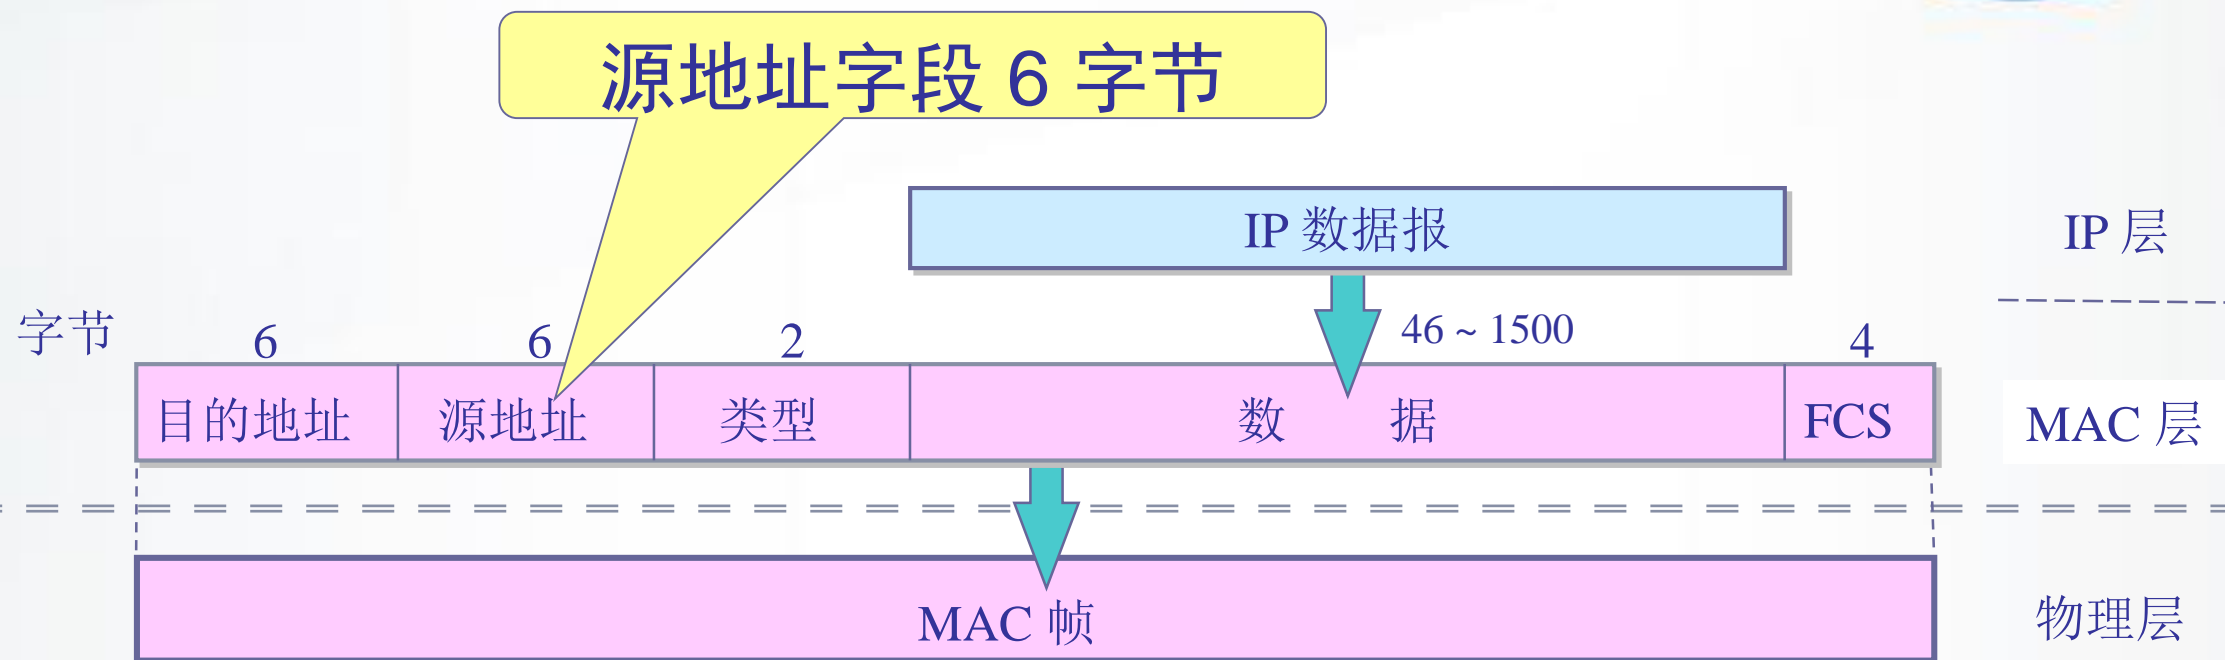 源地址字段 6 字节
IP 数据报
IP 层
字节
6
6
2
46 ~ 1500
4
目的地址
源地址
类型
数 据
FCS
MAC 层
MAC 帧
物理层